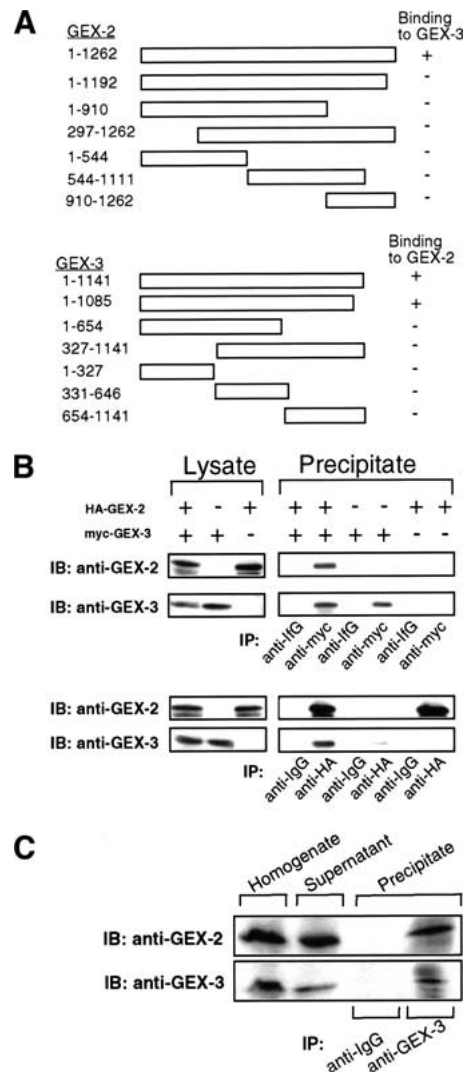 A
GEX-2
Binding
to GEX-3
1-1262 +
1-1192 -
1-910 -
297-1262 -
1-544 -
544-1111 -
910-1262 -
GEX-3
Binding
to GEX-2
1-1141 +
1-1085 +
1-654 -
327-1141 -
1-327 -
331-646 -
654-1141 -
B
Lysate Precipitate
HA-GEX-2 + - + + + - - + +
myc-GEX-3 + + - + + + + - -
IB: anti-GEX-2
IB: anti-GEX-3
IP: anti-IfG anti-myc anti-IfG anti-myc anti-IfG anti-myc
IB: anti-GEX-2
IB: anti-GEX-3
IP: anti-IgG anti-HA anti-IgG anti-HA anti-IgG anti-HA
C
Homogenate Supernatant Precipitate
IB: anti-GEX-2
IB: anti-GEX-3
IP: anti-IgG anti-GEX-3